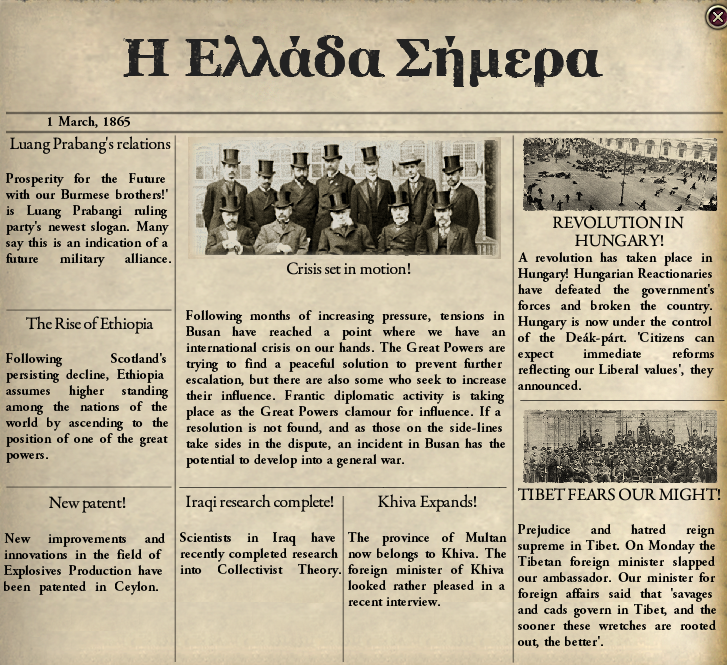 Η Ελλάδα Σήμερα
1 March, 1865
Luang Prabang's relations
Prosperity for the Future
with our Burmese brothers!'
is Luang Prabangi ruling
party's newest slogan. Many
say this is an indication of a
future military alliance.
The Rise of Ethiopia
Following Scotland's
persisting decline, Ethiopia
assumes higher standing
among the nations of the
world by ascending to the
position of one of the great
powers.
New patent!
New improvements and
innovations in the field of
Explosives Production have
been patented in Ceylon.
Crisis set in motion!
Following months of increasing pressure, tensions in
Busan have reached a point where we have an
international crisis on our hands. The Great Powers are
trying to find a peaceful solution to prevent further
escalation, but there are also some who seek to increase
their influence. Frantic diplomatic activity is taking
place as the Great Powers clamour for influence. If a
resolution is not found, and as those on the side-lines
take sides in the dispute, an incident in Busan has the
potential to develop into a general war.
Iraqi research complete!
Scientists in Iraq have
recently completed research
into Collectivist Theory.
Khiva Expands!
The province of Multan
now belongs to Khiva. The
foreign minister of Khiva
looked rather pleased in a
recent interview.
REVOLUTION IN
HUNGARY!
A revolution has taken place in
Hungary! Hungarian Reactionaries
have defeated the government's
forces and broken the country.
Hungary is now under the control
of the Deák-párt. 'Citizens can
expect immediate reforms
reflecting our Liberal values', they
announced.
TIBET FEARS OUR MIGHT!
Prejudice and hatred reign
supreme in Tibet. On Monday the
Tibetan foreign minister slapped
our ambassador. Our minister for
foreign affairs said that 'savages
and cads govern in Tibet, and the
sooner these wretches are rooted
out, the better'.